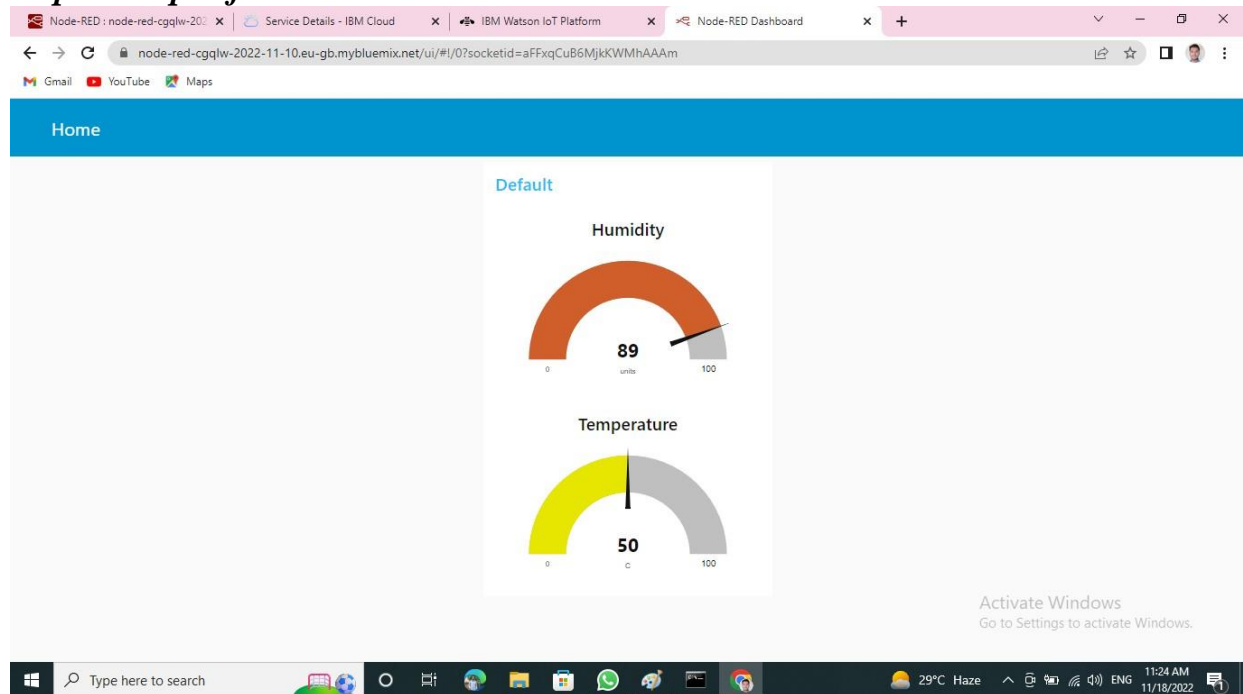 Node-RED : node-red-cgqlw-202
Service Details - IBM Cloud
IBM Watson IoT Platform
Node-RED Dashboard
node-red-cgqlw-2022-11-10.eu-gb.mybluemix.net/ui/#!/0?socketid=aFFxqCuB6MjkKWMhAAAm
Gmail YouTube Maps
Home
Default
Humidity
89
units
0 100
Temperature
50
C
0 100
Activate Windows
Go to Settings to activate Windows.
Type here to search
29°C Haze
ENG
11:24 AM
11/18/2022
1